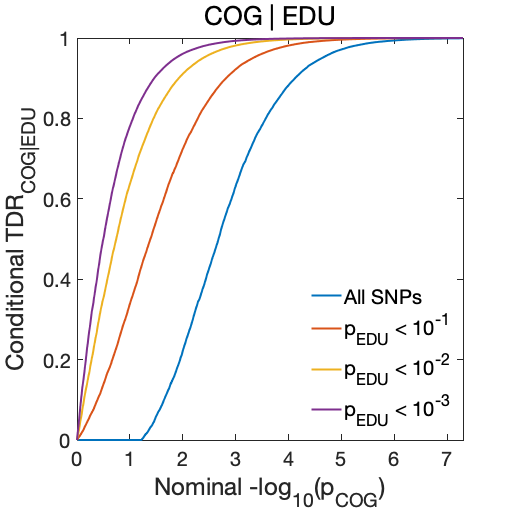 COG | EDU
Conditional TDR_COG|EDU
1
0.8
0.6
0.4
0.2
0
All SNPs
p_EDU < 10^-1
p_EDU < 10^-2
p_EDU < 10^-3
0 1 2 3 4 5 6 7
Nominal -log_10(p_COG)